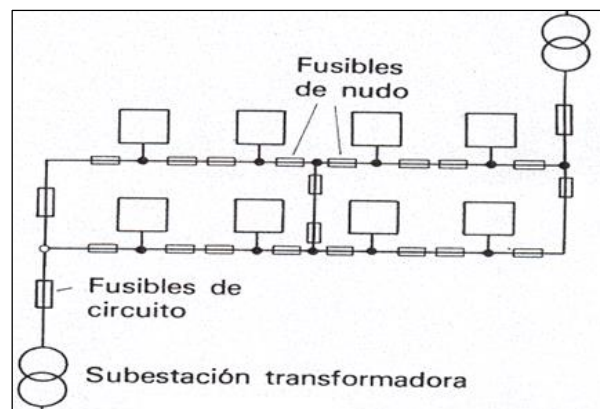 Fusibles
de nudo
Fusibles de
circuito
Subestación transformadora